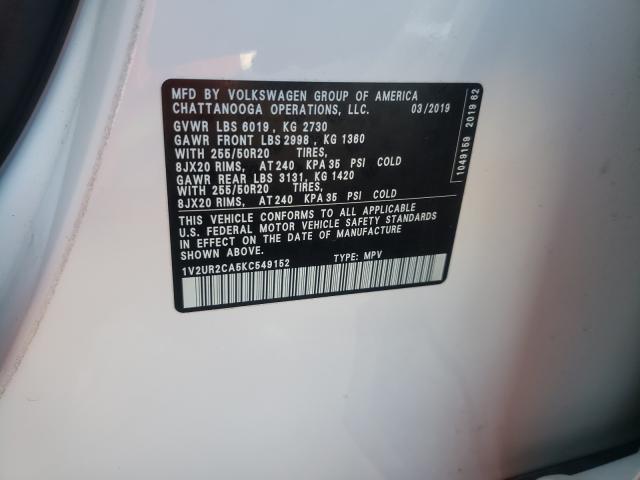 MFD BY VOLKSWAGEN GROUP OF AMERICA
CHATTANOOGA OPERATIONS, LLC. 03/2019
GVWR LBS 6019 , KG 2730
GAWR FRONT LBS 2998 , KG 1360
WITH 255/50R20 TIRES,
8JX20 RIMS, AT 240 KPA 35 PSI COLD
GAWR REAR LBS 3131, KG 1420
WITH 255/50R20 TIRES,
8JX20 RIMS, AT 240 KPA 35 PSI COLD
THIS VEHICLE CONFORMS TO ALL APPLICABLE
U.S. FEDERAL MOTOR VEHICLE SAFETY STANDARDS
IN EFFECT ON THE DATE OF MANUFACTURE
SHOWN ABOVE.
1V2UR2CA5KC549152 TYPE: MPV
1049159 2019 62